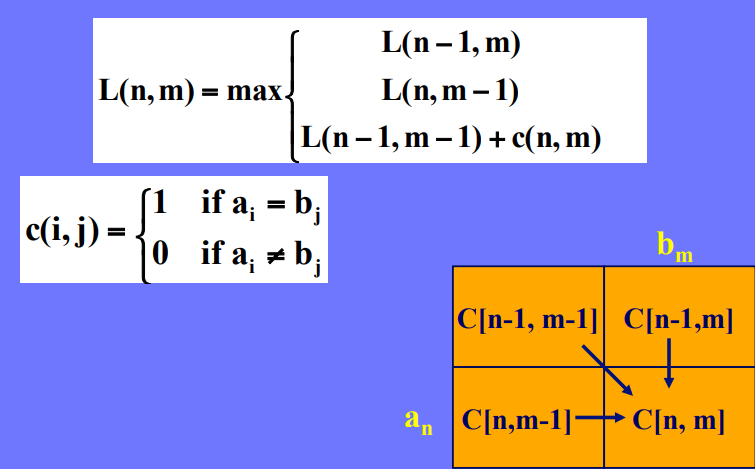 L(n − 1, m)
L(n, m) = max { L(n, m − 1)
L(n − 1, m − 1) + c(n, m)
c(i, j) = { 1 if aᵢ = bⱼ
0 if aᵢ ≠ bⱼ
bₘ
C[n-1, m-1] C[n-1,m]
aₙ C[n,m-1] C[n, m]